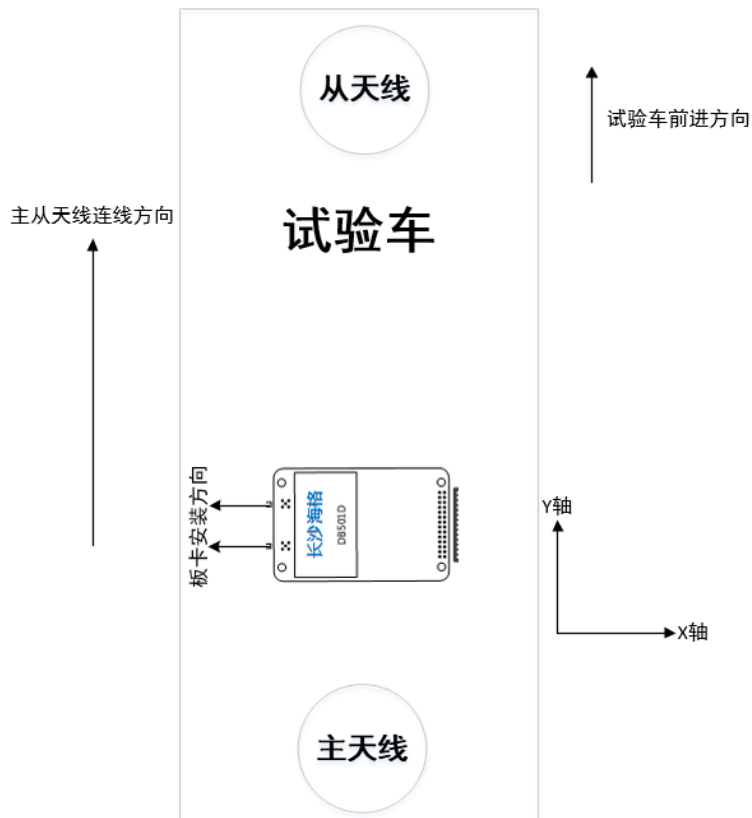 从天线
试验车前进方向
主从天线连线方向
试验车
板卡安装方向
长沙海格
DB501D
Y轴
X轴
主天线